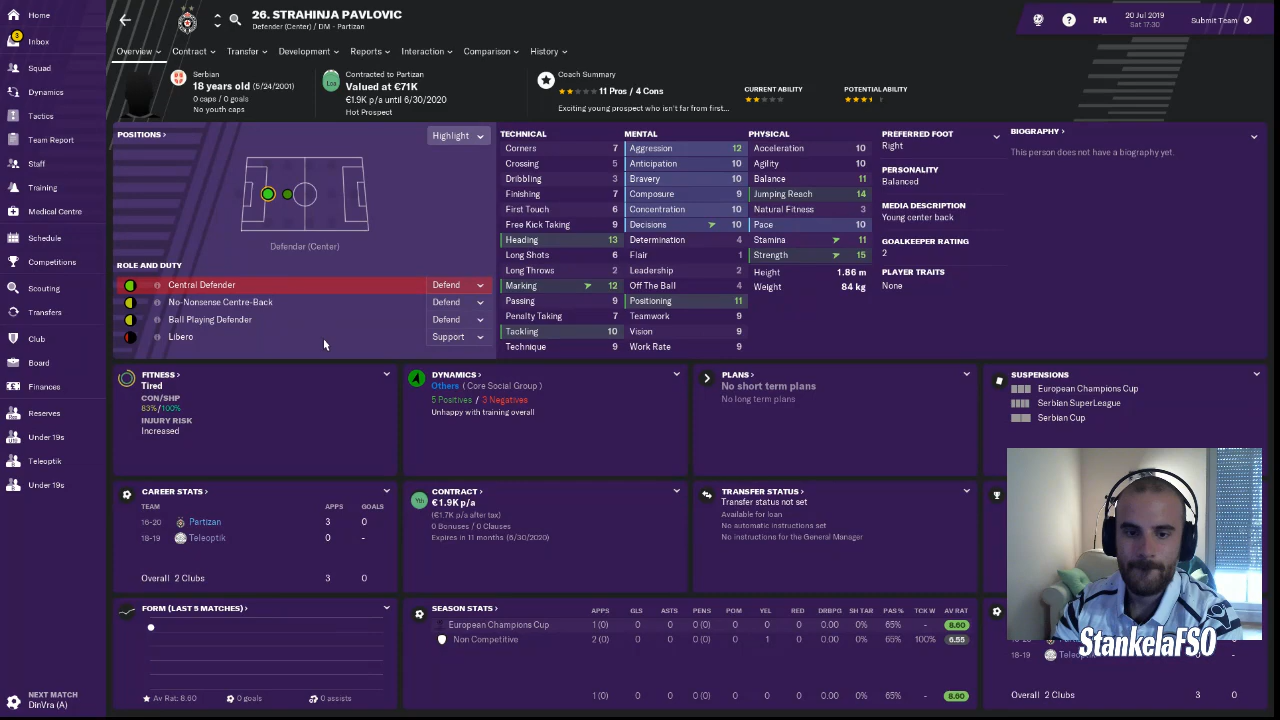 Home
3
Inbox
Squad
Dynamics
Tactics
Team Report
Staff
Training
Medical Centre
Schedule
Competitions
Scouting
Transfers
Club
Board
Finances
Reserves
Under 19s
Teleoptik
Under 19s
NEXT MATCH
DinVra (A)
26. STRAHINJA PAVLOVIC
Defender (Center) / DM - Partizan
FM
20 Jul 2019
Sat 17:30
Submit Team
Overview
Contract
Transfer
Development
Reports
Interaction
Comparison
History
Serbian
18 years old (5/24/2001)
0 caps / 0 goals
No youth caps
Loa
Contracted to Partizan
Valued at €71K
€1.9K p/a until 6/30/2020
Hot Prospect
Coach Summary
11 Pros / 4 Cons
Exciting young prospect who isn't far from first...
CURRENT ABILITY
POTENTIAL ABILITY
POSITIONS
Highlight
Defender (Center)
ROLE AND DUTY
Central Defender Defend
No-Nonsense Centre-Back Defend
Ball Playing Defender Defend
Libero Support
TECHNICAL
Corners 7
Crossing 5
Dribbling 3
Finishing 7
First Touch 6
Free Kick Taking 9
Heading 13
Long Shots 6
Long Throws 2
Marking 12
Passing 9
Penalty Taking 7
Tackling 10
Technique 9
MENTAL
Aggression 12
Anticipation 10
Bravery 10
Composure 9
Concentration 10
Decisions 10
Determination 4
Flair 1
Leadership 2
Off The Ball 4
Positioning 11
Teamwork 9
Vision 9
Work Rate 9
PHYSICAL
Acceleration 10
Agility 10
Balance 11
Jumping Reach 14
Natural Fitness 3
Pace 10
Stamina 11
Strength 15
Height 1.86 m
Weight 84 kg
PREFERRED FOOT
Right
PERSONALITY
Balanced
MEDIA DESCRIPTION
Young center back
GOALKEEPER RATING
2
PLAYER TRAITS
None
BIOGRAPHY
This person does not have a biography yet.
FITNESS
Tired
CON/SHP
83%/100%
INJURY RISK
Increased
DYNAMICS
Others ( Core Social Group )
5 Positives / 3 Negatives
Unhappy with training overall
PLANS
No short term plans
No long term plans
SUSPENSIONS
European Champions Cup
Serbian SuperLeague
Serbian Cup
CAREER STATS
TEAM APPS GOALS
16-20 Partizan 3 0
18-19 Teleoptik 0 -
Overall 2 Clubs 3 0
Yth
CONTRACT
€1.9K p/a
(€1.7K p/a after tax)
0 Bonuses / 0 Clauses
Expires in 11 months (6/30/2020)
TRANSFER STATUS
Transfer status not set
Available for loan
No automatic instructions set
No instructions for the General Manager
FORM (LAST 5 MATCHES)
Av Rat: 8.60
0 goals
0 assists
SEASON STATS
APPS GLS ASTS PENS POM YEL RED DRBPG SH TAR PAS % TCK W AV RAT
European Champions Cup 1 (0) 0 0 0 (0) 0 0 0 0.00 0% 65% - 8.60
Non Competitive 2 (0) 0 0 0 (0) 0 1 0 0.00 0% 65% 100% 6.55
1 (0) 0 0 0 (0) 0 0 0 0.00 0% 65% - 8.60
StankelaFSO
18-19
Overall 2 Clubs 3 0